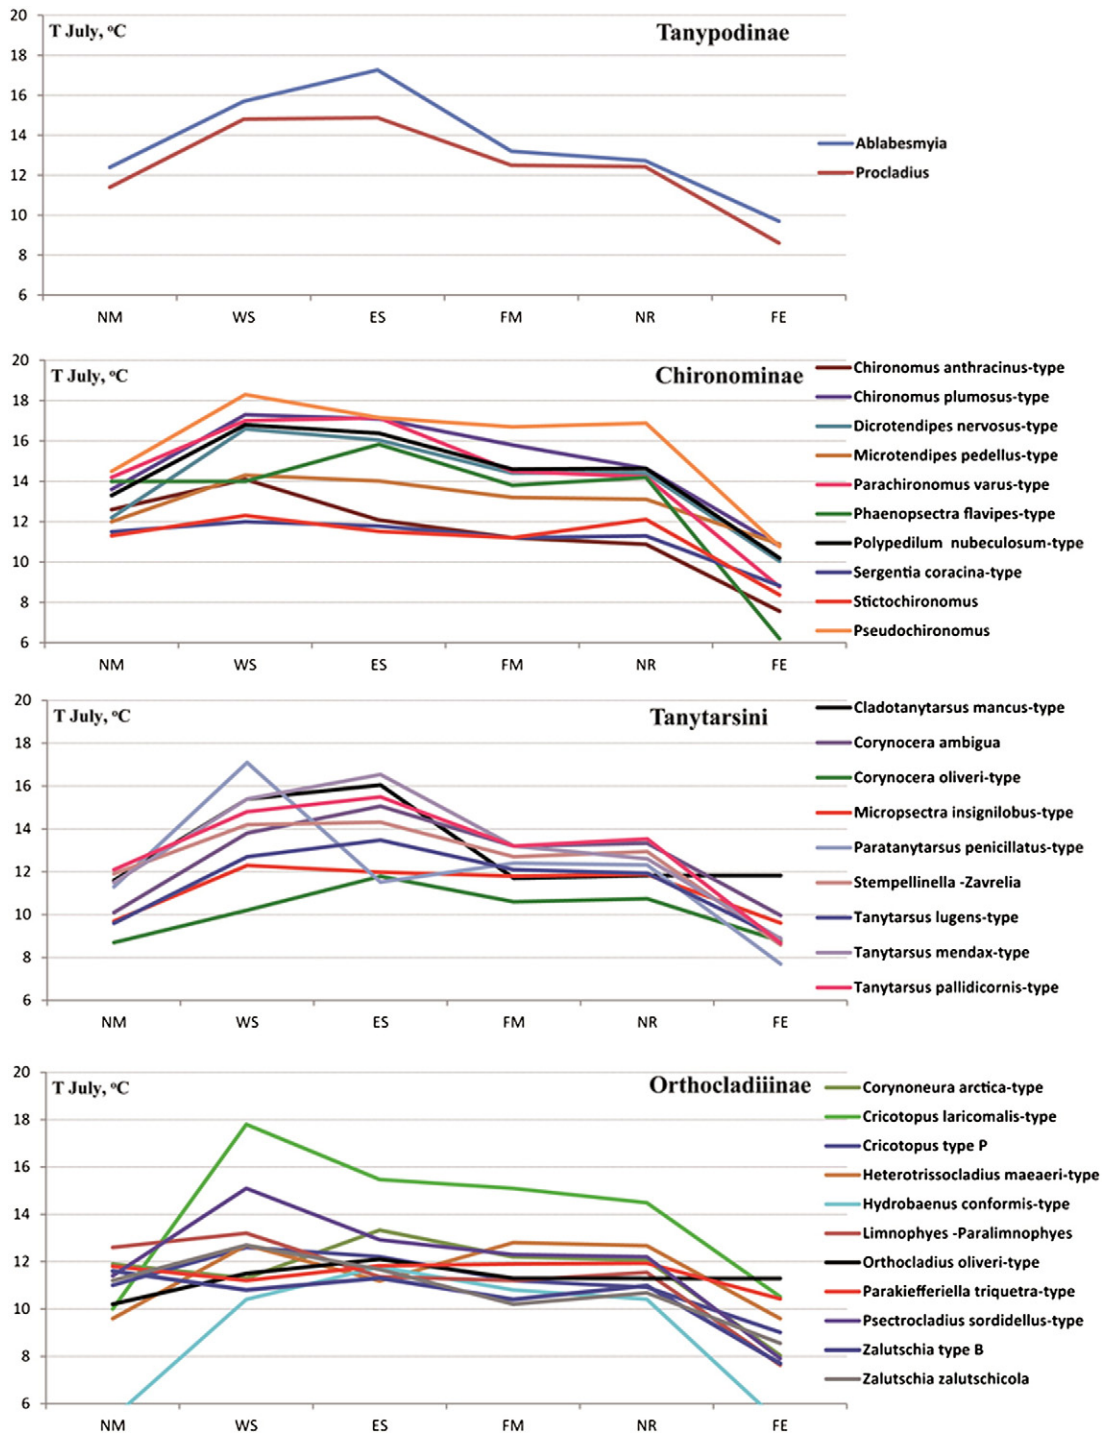 T July, °C
Tanypodinae
20
18
16
14
12
10
8
6
NM WS ES FM NR FE
Ablabesmyia
Procladius
T July, °C
Chironominae
20
18
16
14
12
10
8
6
NM WS ES FM NR FE
Chironomus anthracinus-type
Chironomus plumosus-type
Dicrotendipes nervosus-type
Microtendipes pedellus-type
Parachironomus varus-type
Phaenopsectra flavipes-type
Polypedilum nubeculosum-type
Sergentia coracina-type
Stictochironomus
Pseudochironomus
T July, °C
Tanytarsini
20
18
16
14
12
10
8
6
NM WS ES FM NR FE
Cladotanytarsus mancus-type
Corynocera ambigua
Corynocera oliveri-type
Micropsectra insignilobus-type
Paratanytarsus penicillatus-type
Stempellinella -Zavrelia
Tanytarsus lugens-type
Tanytarsus mendax-type
Tanytarsus pallidicornis-type
T July, °C
Orthocladiiinae
20
18
16
14
12
10
8
6
NM WS ES FM NR FE
Corynoneura arctica-type
Cricotopus laricomalis-type
Cricotopus type P
Heterotrissocladius maeaeri-type
Hydrobaenus conformis-type
Limnophyes -Paralimnophyes
Orthocladius oliveri-type
Parakiefferiella triquetra-type
Psectrocladius sordidellus-type
Zalutschia type B
Zalutschia zalutschicola